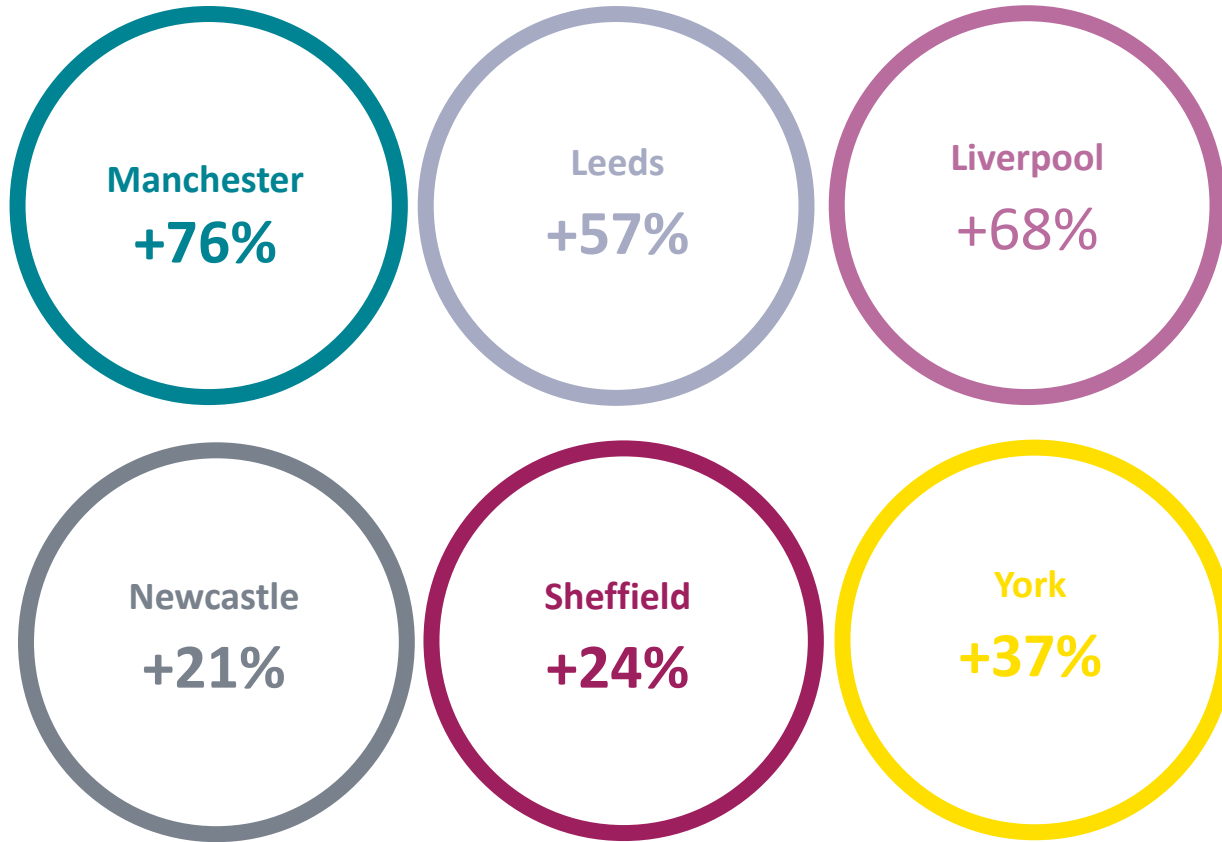 Manchester
+76%
Leeds
+57%
Liverpool
+68%
Newcastle
+21%
Sheffield
+24%
York
+37%